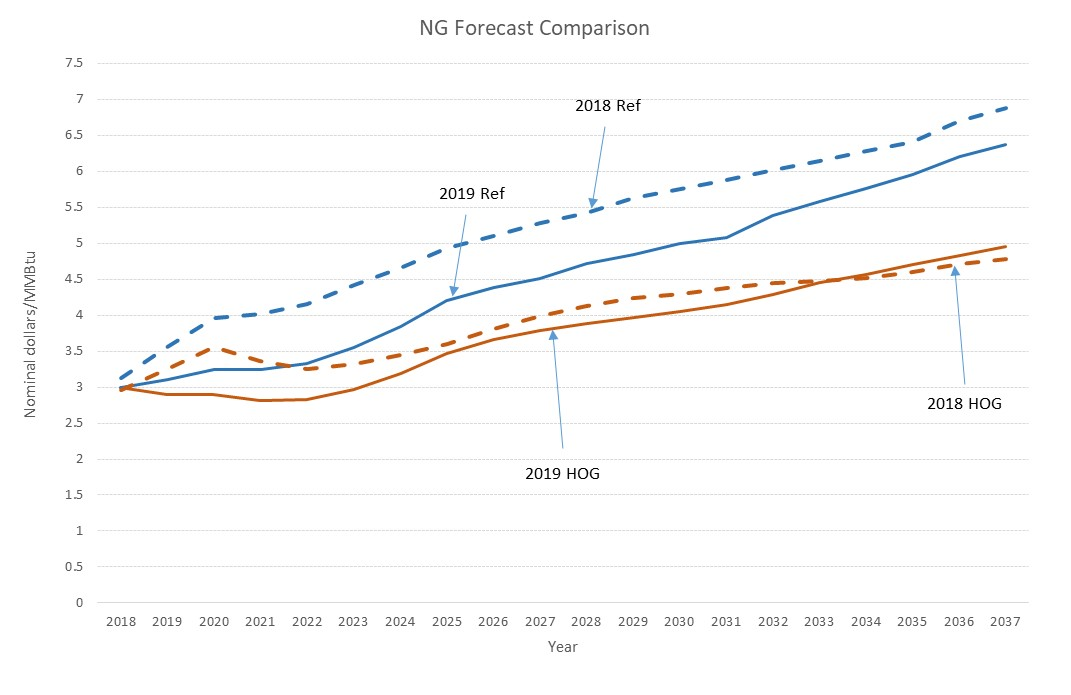 NG Forecast Comparison
7.5
7
6.5
6
5.5
5
4.5
4
3.5
3
2.5
2
1.5
1
0.5
0
Nominal dollars/MMBtu
2018 Ref
2019 Ref
2018 HOG
2019 HOG
2018 2019 2020 2021 2022 2023 2024 2025 2026 2027 2028 2029 2030 2031 2032 2033 2034 2035 2036 2037
Year